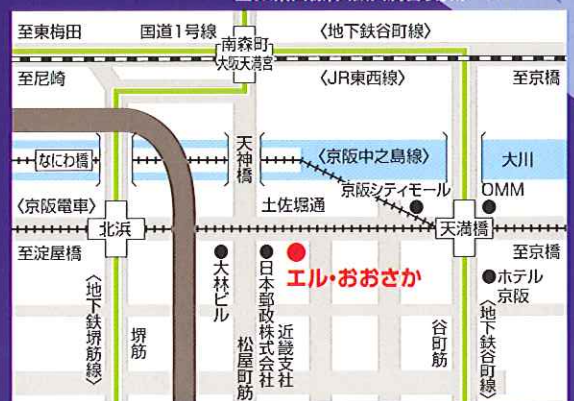 至東梅田
国道1号線
南森町
大阪天満宮
〈地下鉄谷町線〉
至尼崎
〈JR東西線〉
至京橋
天神橋
なにわ橋
〈京阪中之島線〉
大川
京阪シティモール
OMM
〈京阪電車〉
北浜
土佐堀通
天満橋
至淀屋橋
至京橋
エル・おおさか
大林ビル
日本郵政株式会社
近畿支社
ホテル
京阪
〈地下鉄堺筋線〉
堺筋
松屋町筋
谷町筋
〈地下鉄谷町線〉